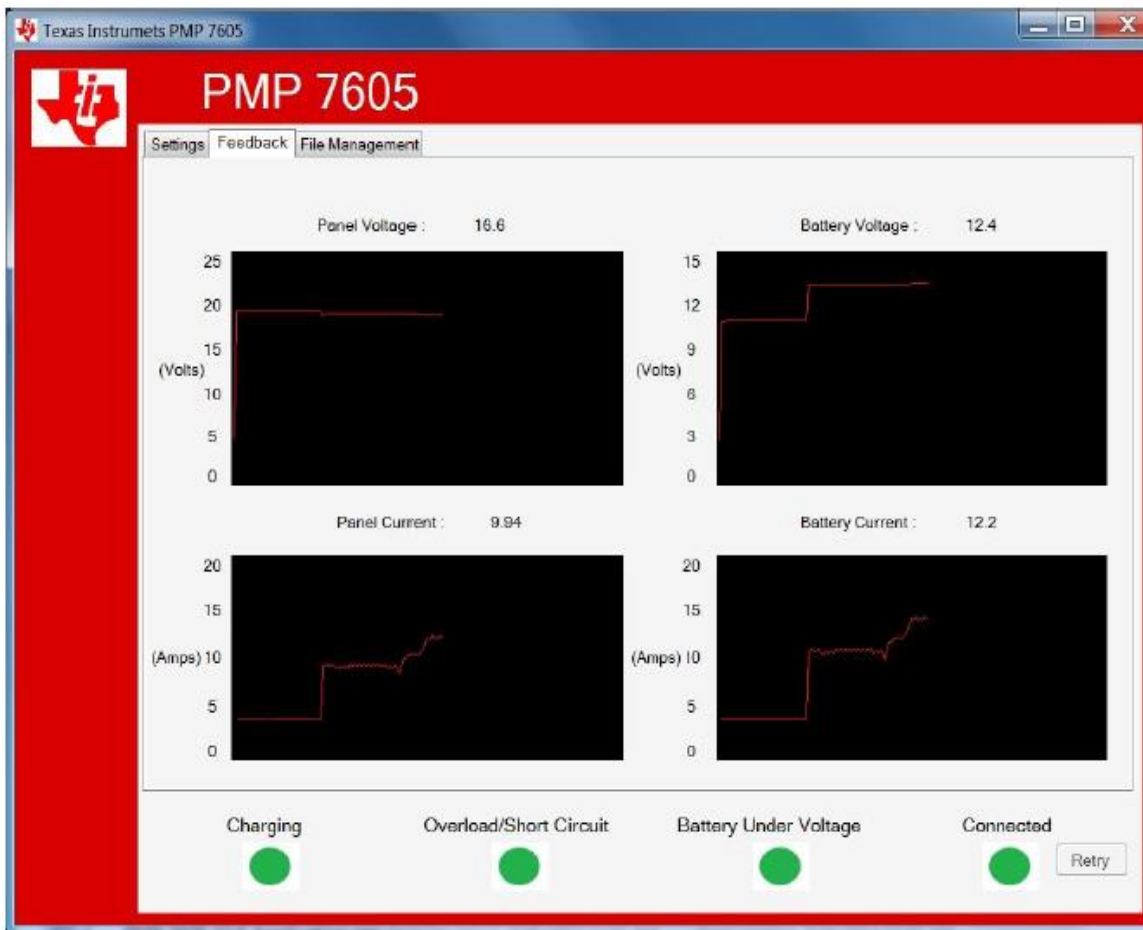 Texas Instrumets PMP 7605
PMP 7605
Settings Feedback File Management
Panel Voltage : 16.6
25
20
15
(Volts)
10
5
0
Battery Voltage : 12.4
15
12
9
(Volts)
6
3
0
Panel Current : 9.94
20
15
(Amps) 10
5
0
Battery Current : 12.2
20
15
(Amps) 10
5
0
Charging
Overload/Short Circuit
Battery Under Voltage
Connected
Retry